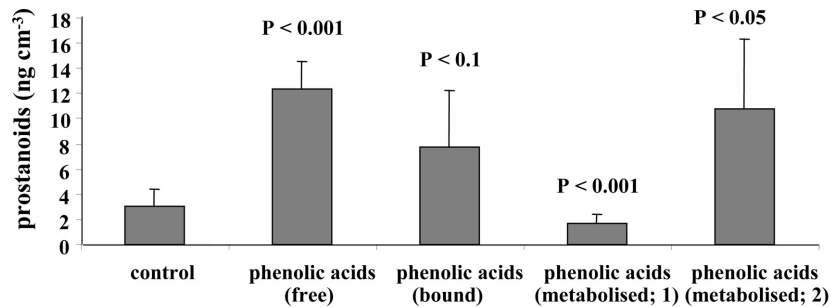 prostanoids (ng cm-3)
18
16
14
12
10
8
6
4
2
0
P < 0.001
P < 0.1
P < 0.001
P < 0.05
control
phenolic acids
(free)
phenolic acids
(bound)
phenolic acids
(metabolised; 1)
phenolic acids
(metabolised; 2)